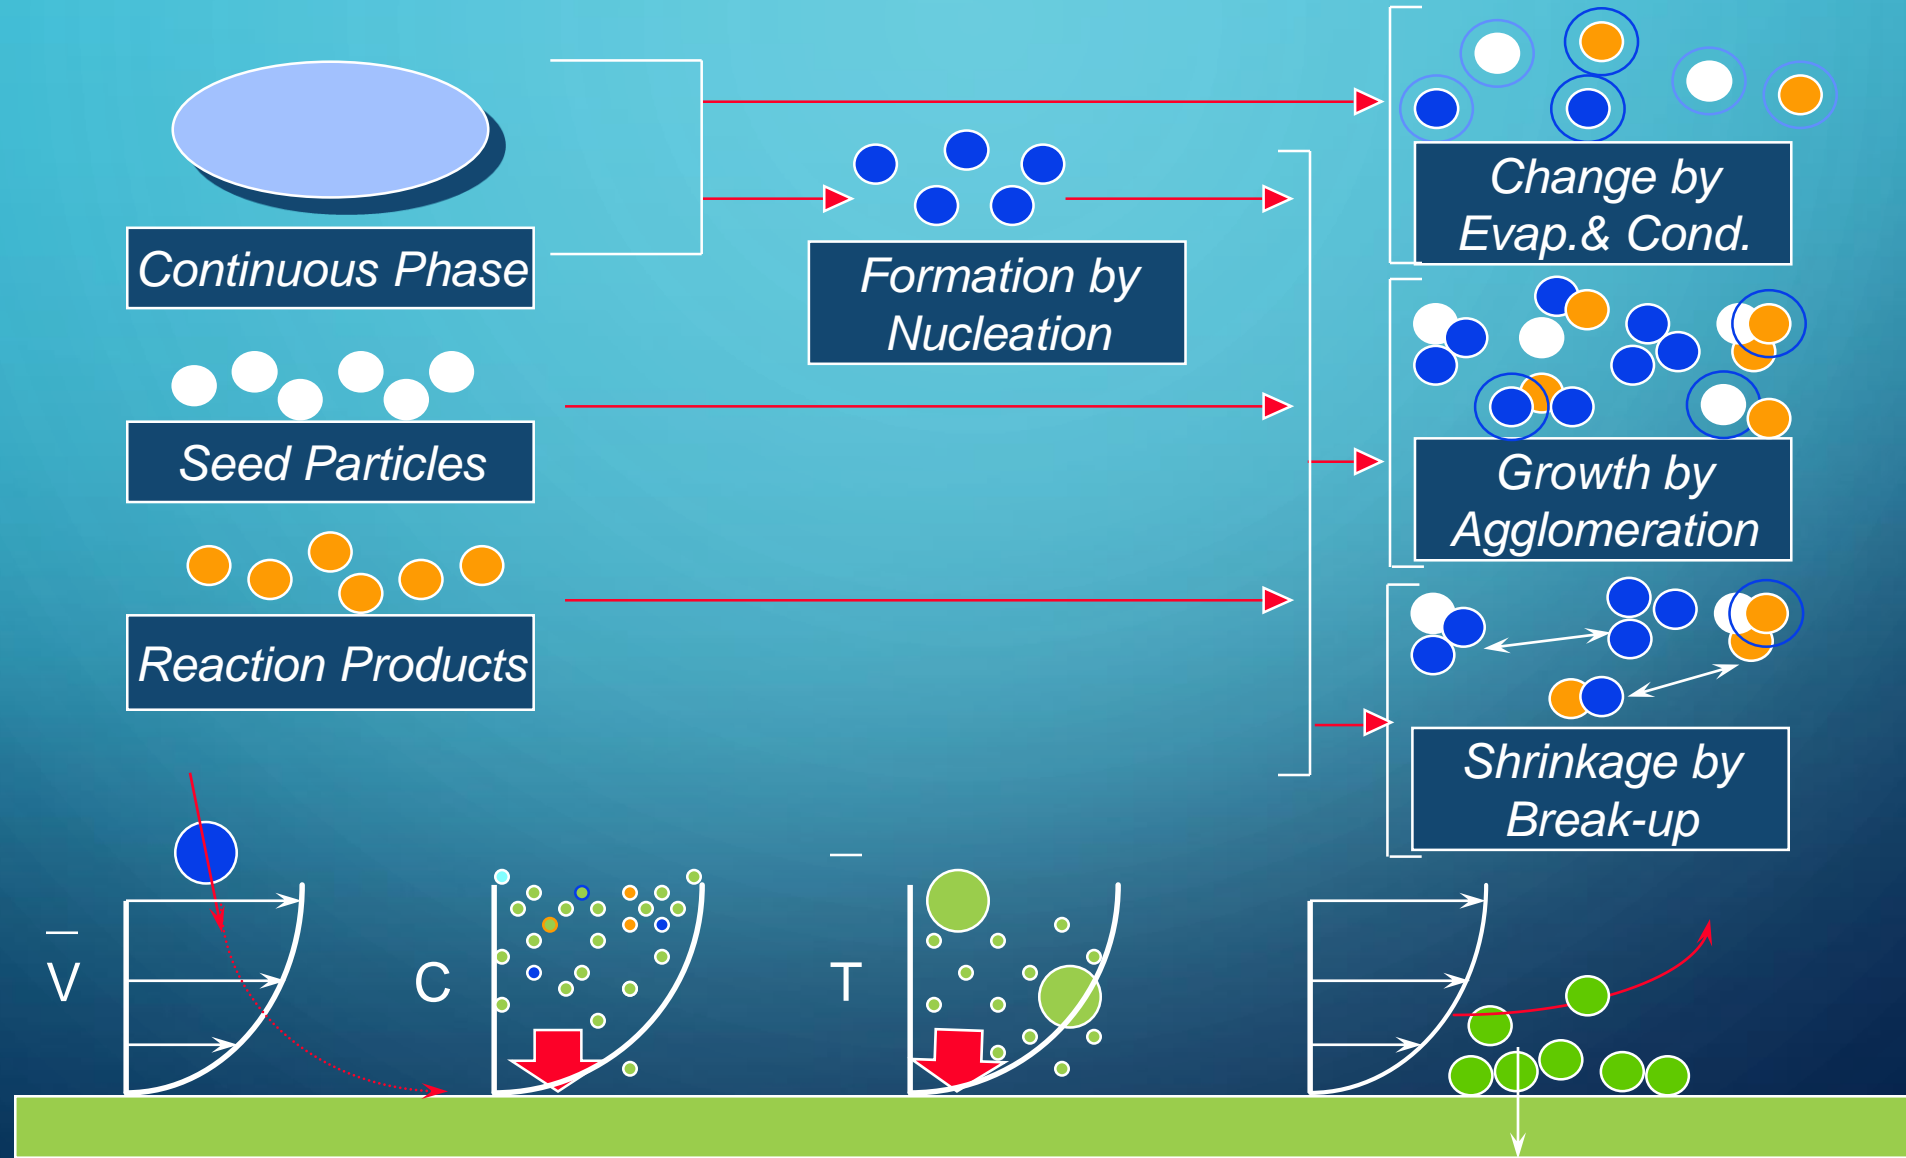 Continuous Phase
Seed Particles
Reaction Products
Formation by
Nucleation
Change by
Evap.& Cond.
Growth by
Agglomeration
Shrinkage by
Break-up
V
C
T